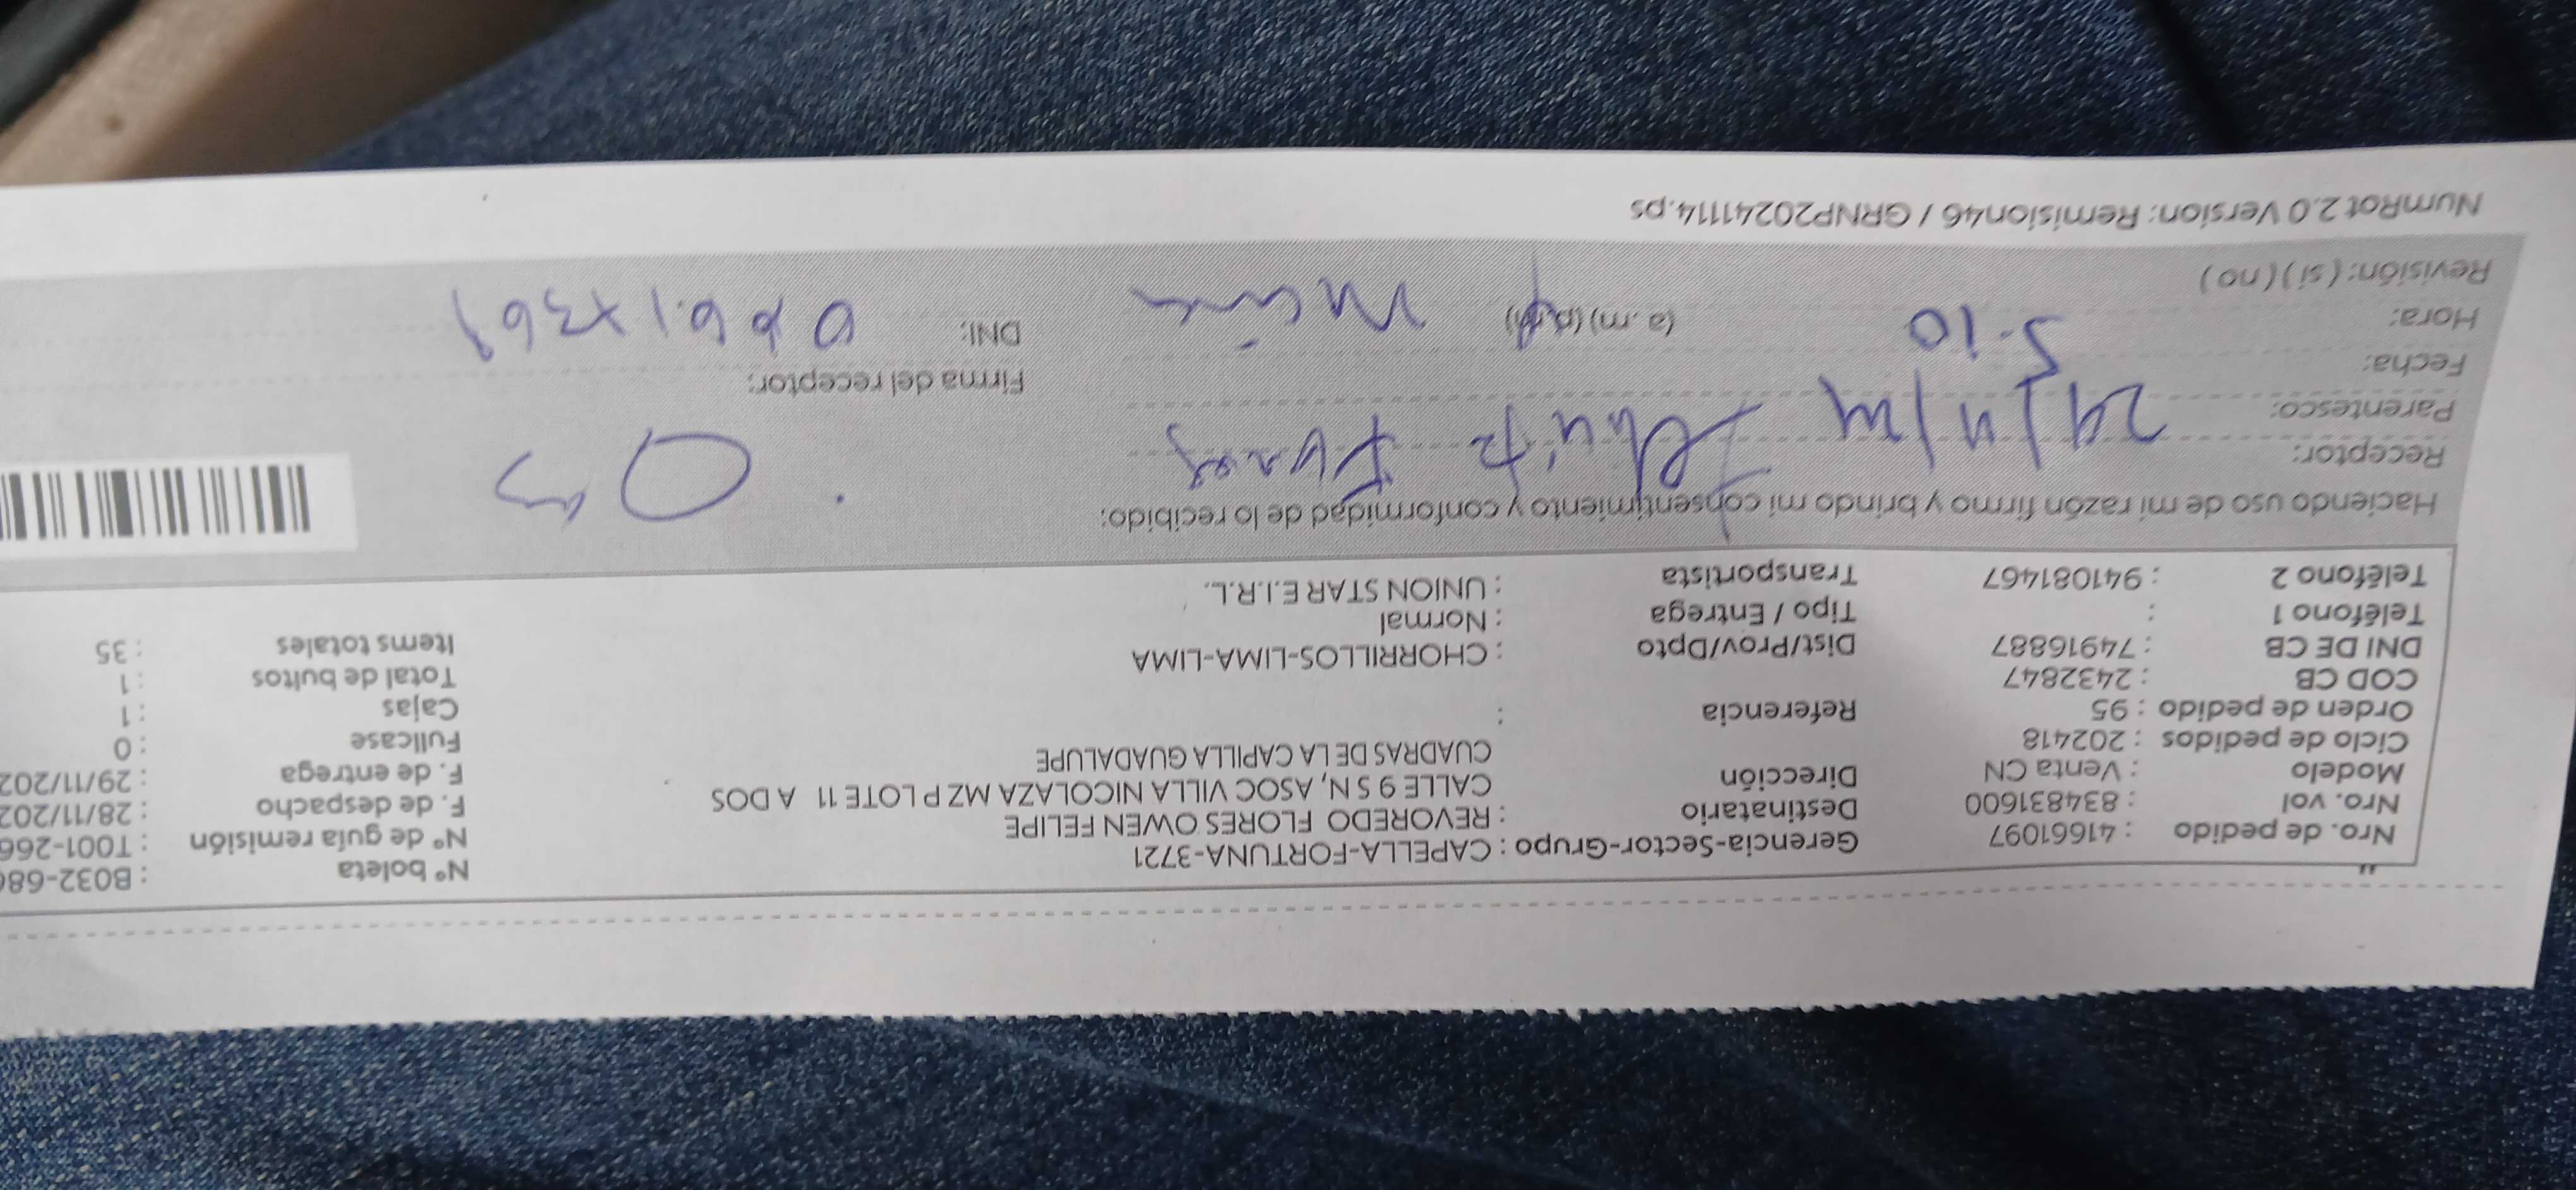 Nro. de pedido : 41661097 Gerencia-Sector-Grupo : CAPELLA-FORTUNA-3721 N° boleta : B032-68
Nro. vol : 834831600 Destinatario : REVOREDO FLORES OWEN FELIPE N° de guía remisión : T001-266
Modelo : Venta CN Dirección CALLE 9 S N, ASOC VILLA NICOLAZA MZ P LOTE 11 A DOS F. de despacho : 28/11/202
Ciclo de pedidos : 202418 CUADRAS DE LA CAPILLA GUADALUPE F. de entrega : 29/11/202
Orden de pedido : 95 Referencia : Fullcase : 0
COD CB : 2432847 Cajas : 1
DNI DE CB : 74916887 Dist/Prov/Dpto : CHORRILLOS-LIMA-LIMA Total de bultos : 1
Teléfono 1 : Tipo / Entrega : Normal Items totales : 35
Teléfono 2 : 941081467 Transportista : UNION STAR E.I.R.L.
Haciendo uso de mi razón firmo y brindo mi consentimiento y conformidad de lo recibido:
Receptor:
Parentesco:
Fecha: Firma del receptor:
Hora: 5.10 (a.m) (p.m) DNI:
Revisión: ( si ) ( no )
NumRot 2.0 Version: Remision46 / GRNP20241114.ps